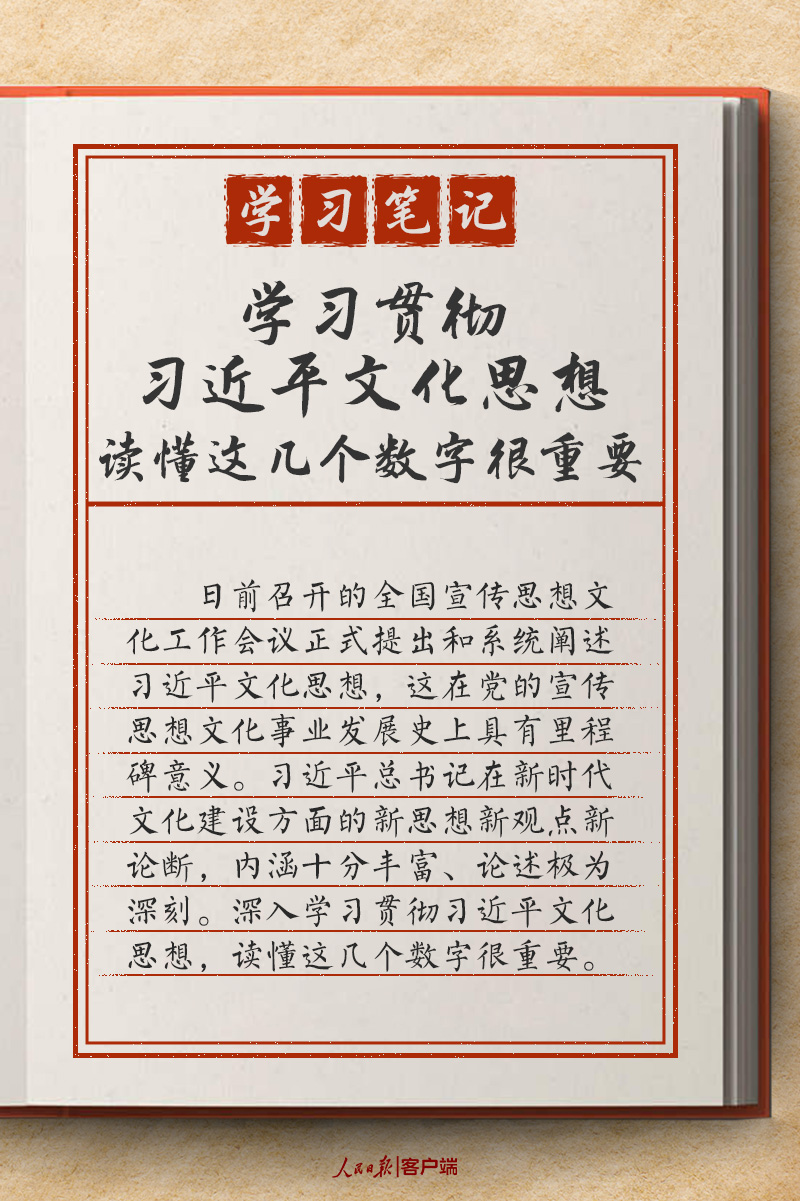 学习笔记
学习贯彻
习近平文化思想
读懂这几个数字很重要
日前召开的全国宣传思想文
化工作会议正式提出和系统阐述
习近平文化思想，这在党的宣传
思想文化事业发展史上具有里程
碑意义。习近平总书记在新时代
文化建设方面的新思想新观点新
论断，内涵十分丰富、论述极为
深刻。深入学习贯彻习近平文化
思想，读懂这几个数字很重要。
人民日报|客户端